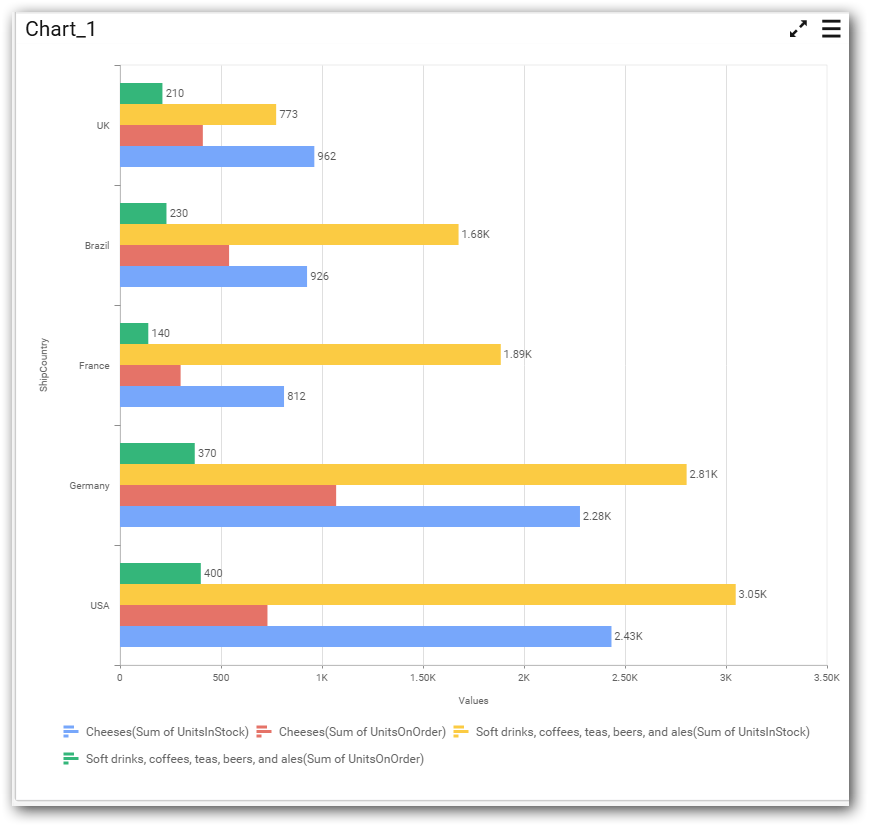 Chart_1
210
773
UK
962
230
1.68K
Brazil
926
140
1.89K
France
812
ShipCountry
370
2.81K
Germany
2.28K
400
3.05K
USA
2.43K
0 500 1K 1.50K 2K 2.50K 3K 3.50K
Values
Cheeses(Sum of UnitsInStock) Cheeses(Sum of UnitsOnOrder) Soft drinks, coffees, teas, beers, and ales(Sum of UnitsInStock)
Soft drinks, coffees, teas, beers, and ales(Sum of UnitsOnOrder)